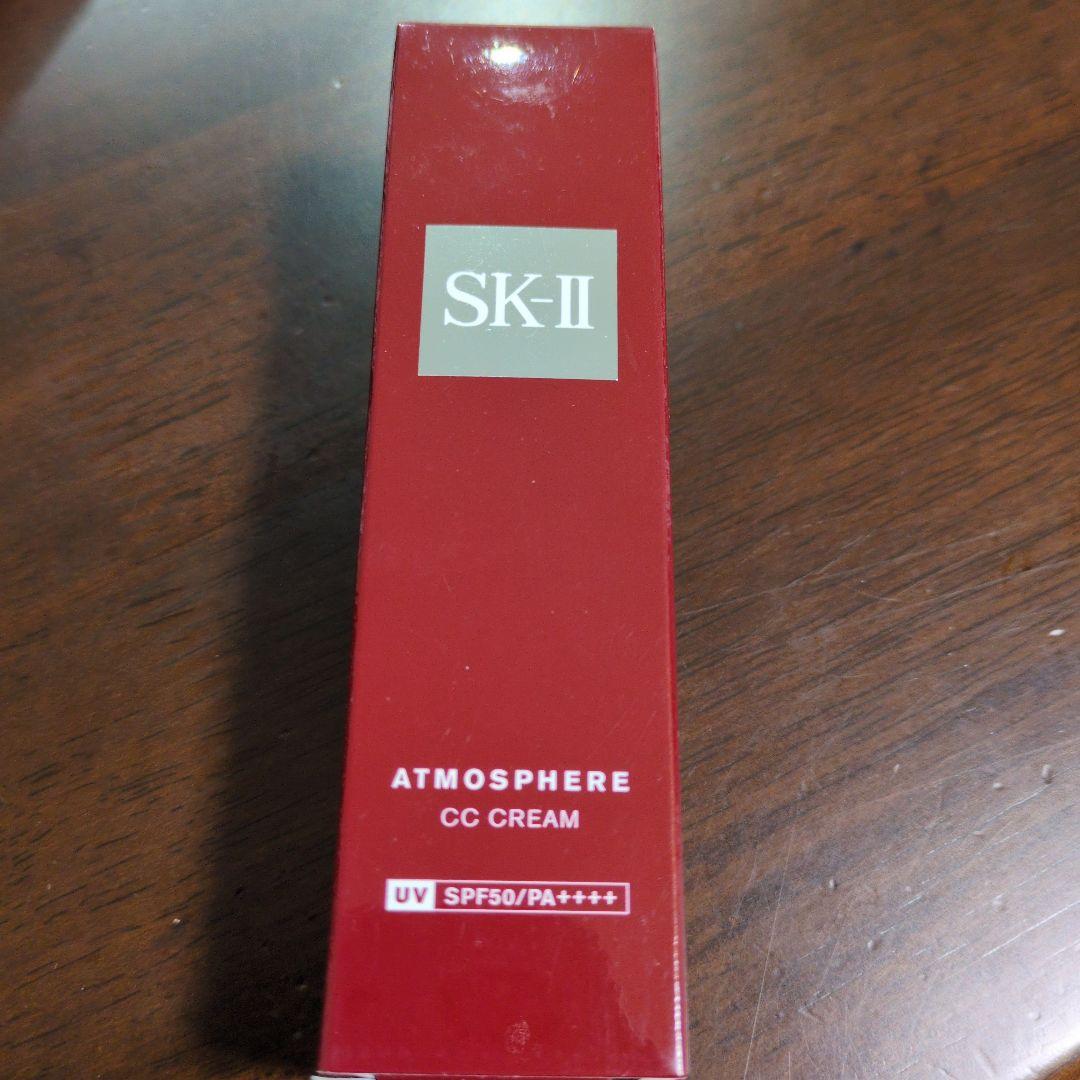 SK-II
ATMOSPHERE
CC CREAM
UV SPF50/PA++++